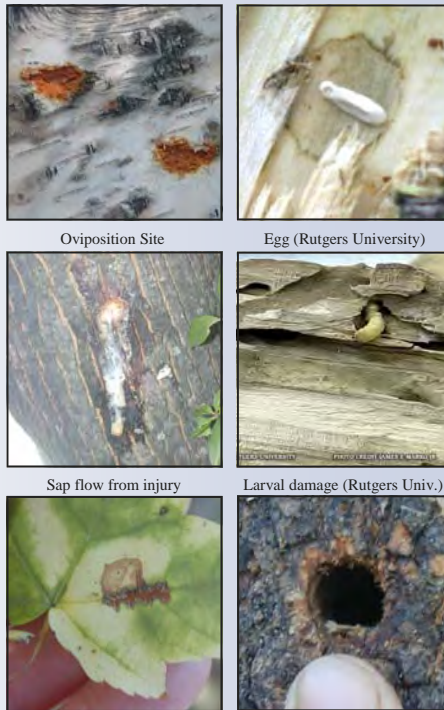 Oviposition Site
Egg (Rutgers University)
Sap flow from injury
Larval damage (Rutgers Univ.)